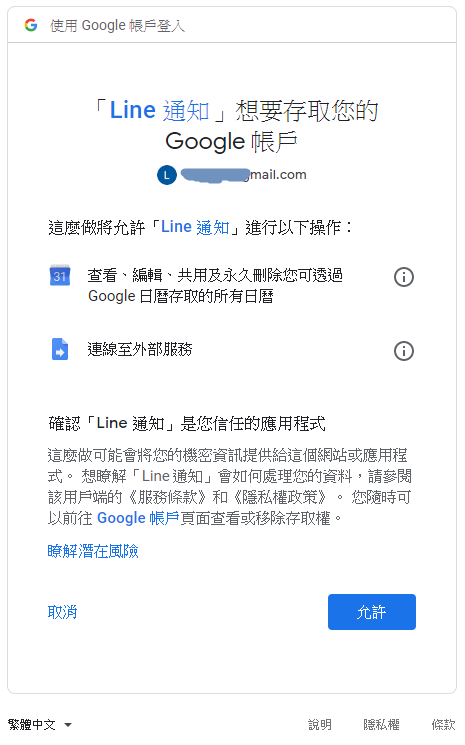 使用 Google 帳戶登入
「Line 通知」想要存取您的
Google 帳戶
L
gmail.com
這麼做將允許「Line 通知」進行以下操作：
31
查看、編輯、共用及永久刪除您可透過
Google 日曆存取的所有日曆
連線至外部服務
確認「Line 通知」是您信任的應用程式
這麼做可能會將您的機密資訊提供給這個網站或應用程
式。 想瞭解「Line 通知」會如何處理您的資料，請參閱
該用戶端的《服務條款》和《隱私權政策》。 您隨時可
以前往 Google 帳戶頁面查看或移除存取權。
瞭解潛在風險
取消
允許
繁體中文
說明
隱私權
條款